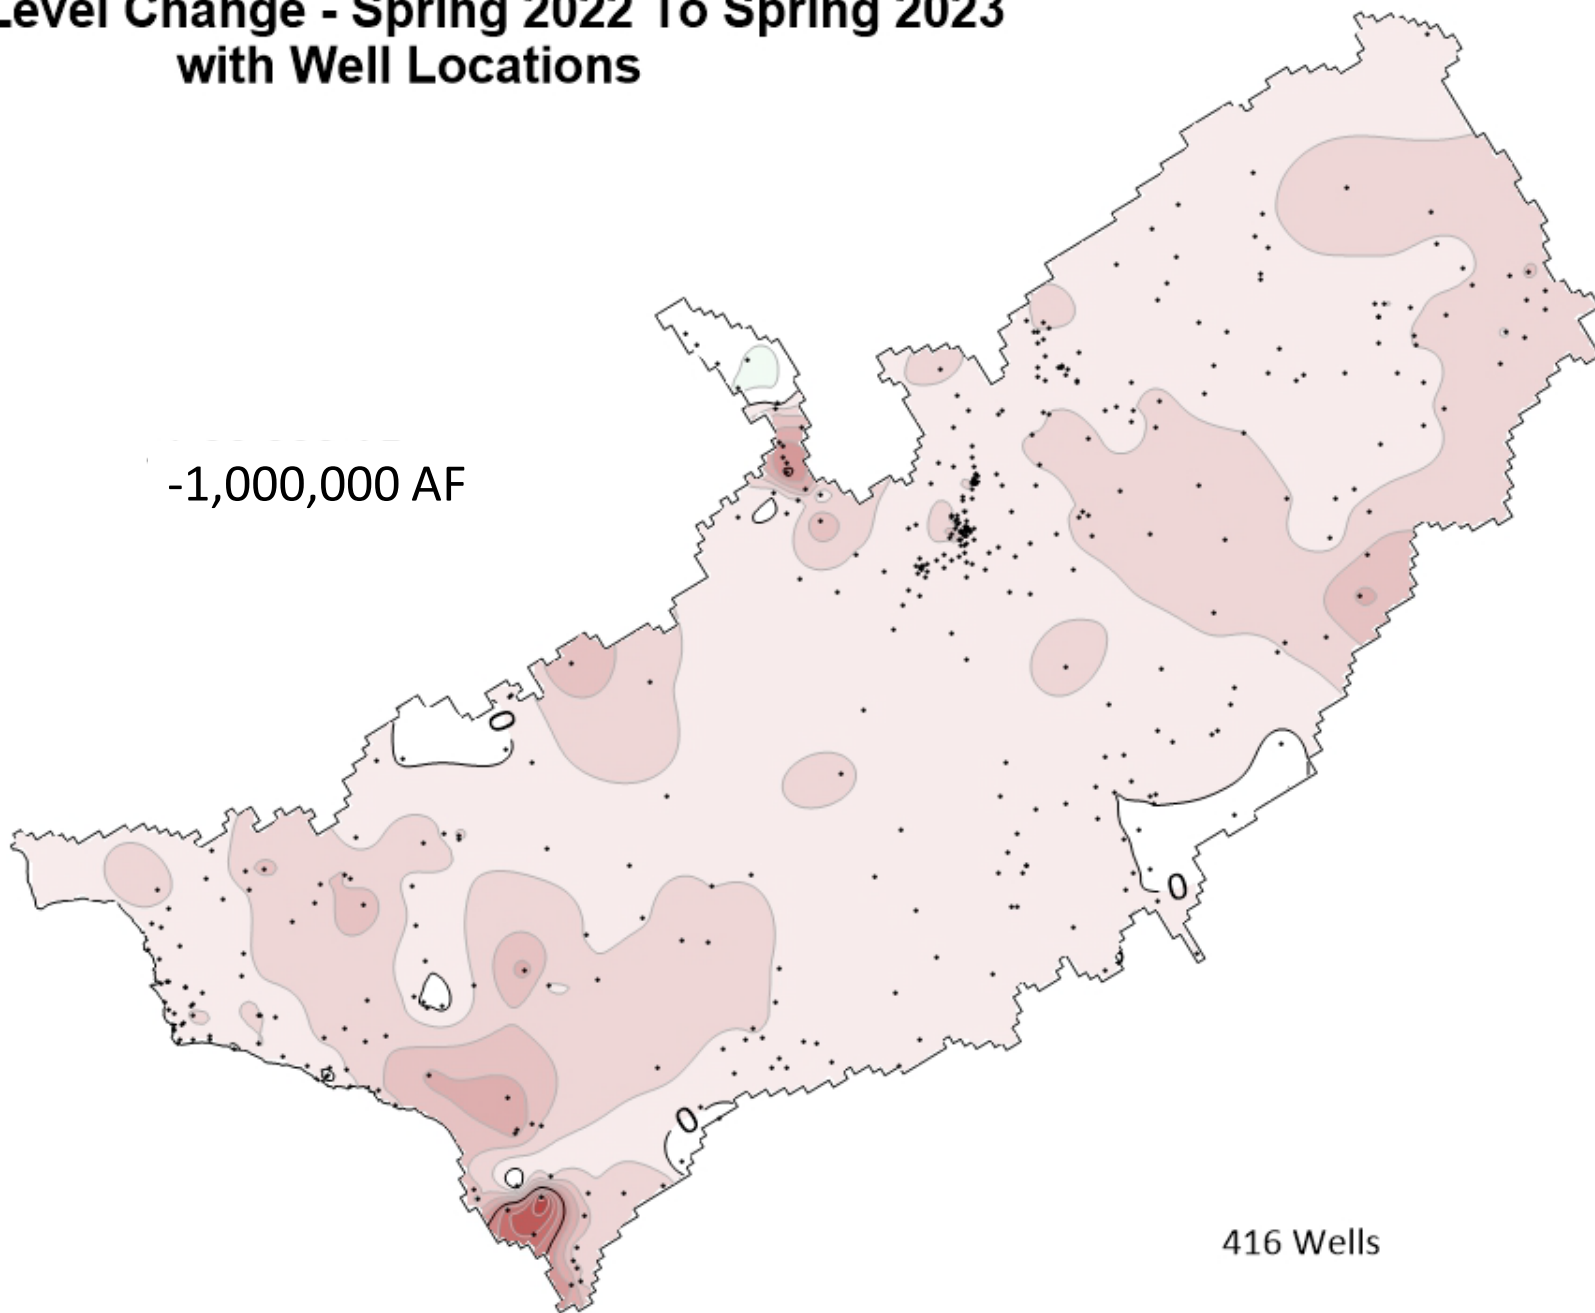 Level Change - Spring 2022 To Spring 2023
with Well Locations
-1,000,000 AF
0
0
0
416 Wells